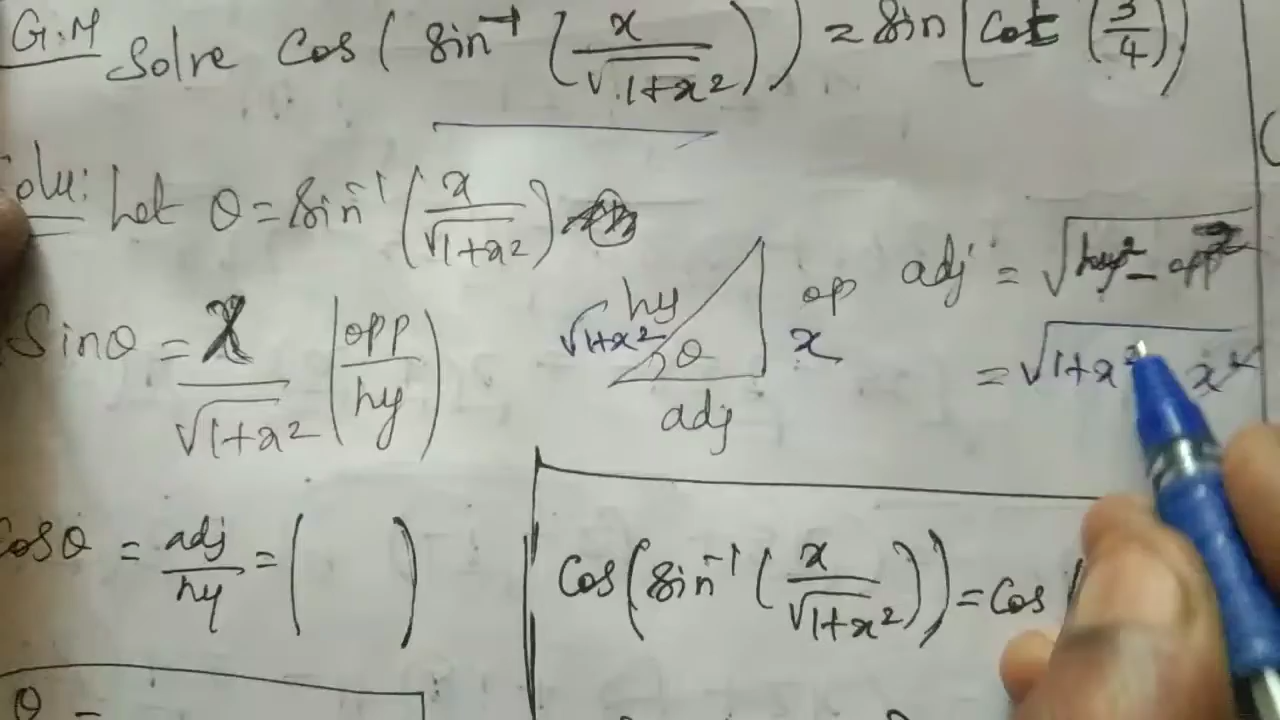 G.M Solve Cos(Sin⁻¹(x/√1+x²)) = Sin[Cot(3/4)]
Solu: Let θ = Sin⁻¹(x/√1+x²)
Sinθ = x/√1+x² (opp/hy)
hy
√1+x²
θ
op
x
adj
adj = √hy²-opp²
= √1+x² x²
Cosθ = adj/hy = ( )
Cos(Sin⁻¹(x/√1+x²)) = Cos (
θ =